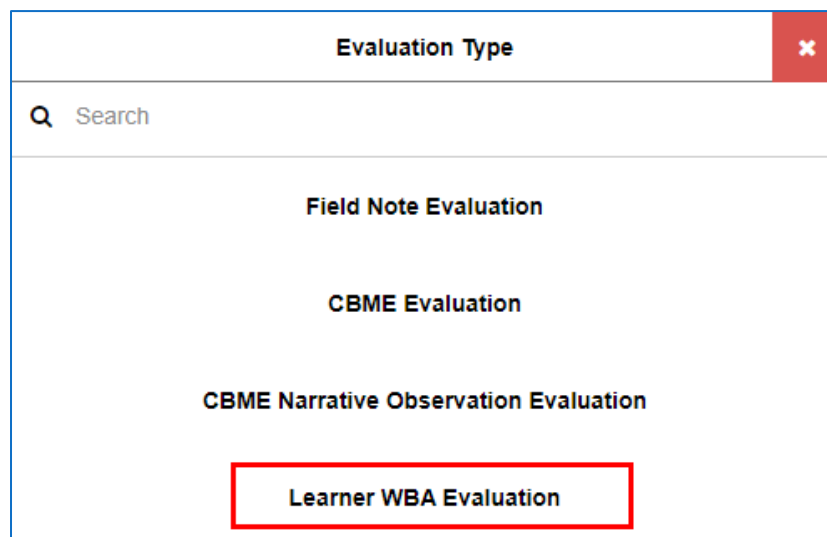 Evaluation Type
Search
Field Note Evaluation
CBME Evaluation
CBME Narrative Observation Evaluation
Learner WBA Evaluation